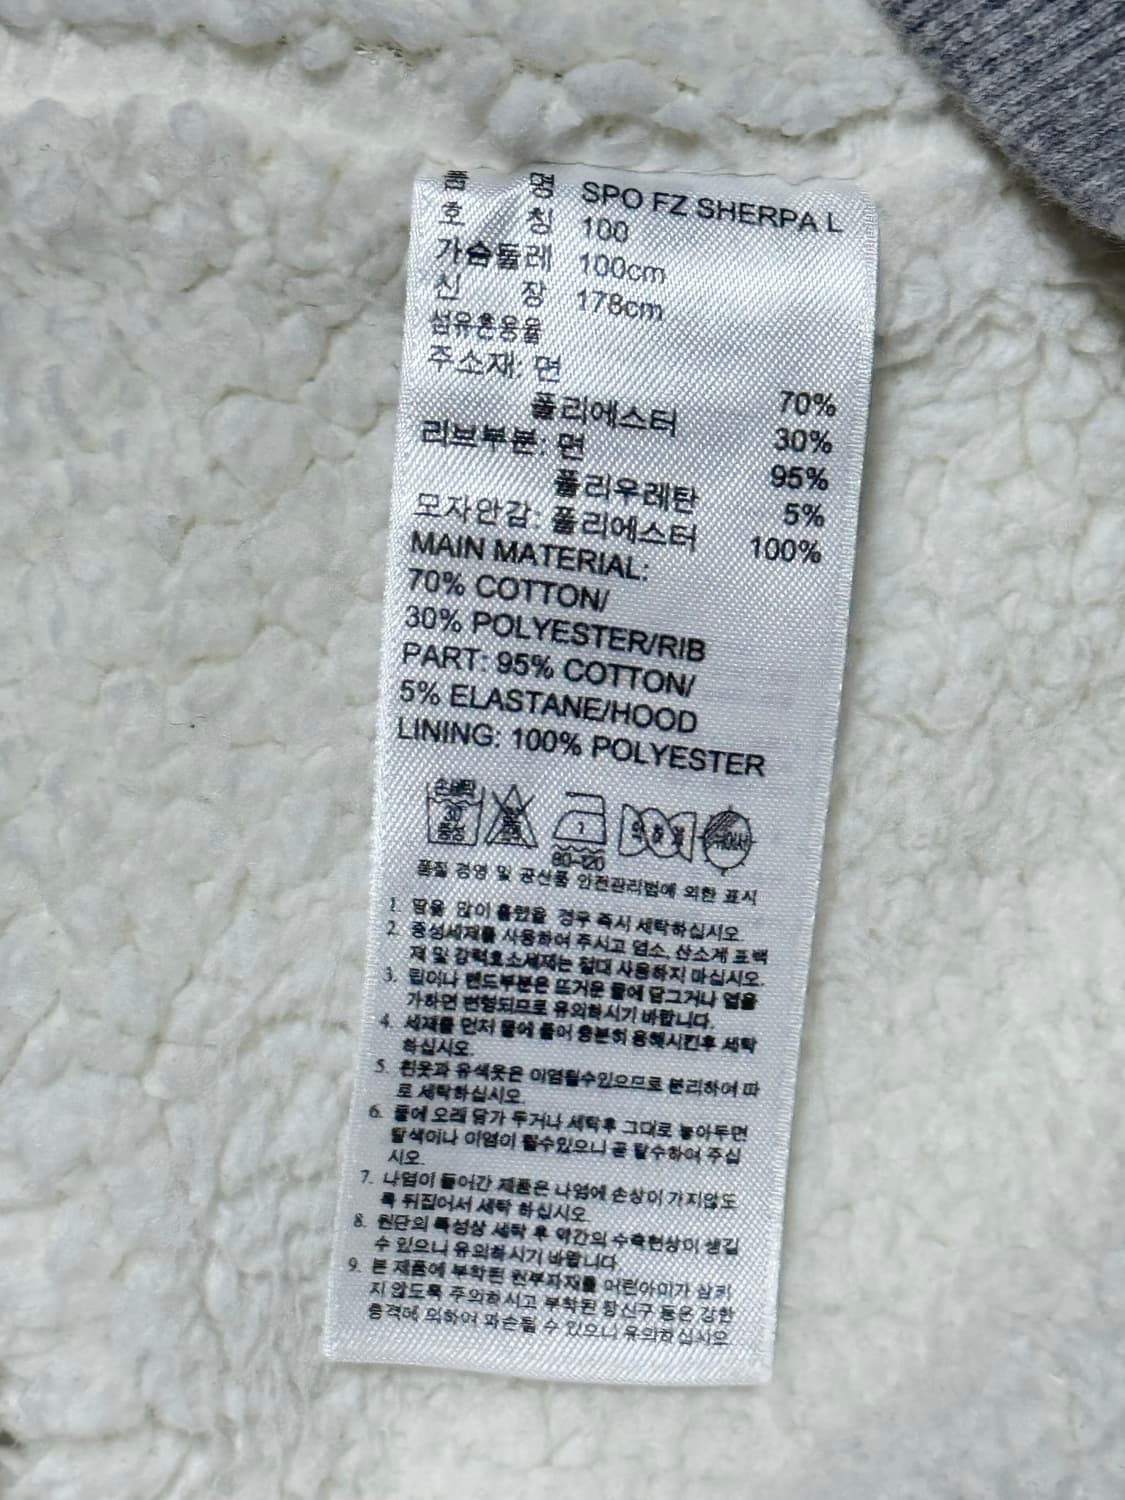 품 명 SPO FZ SHERPA L
호 칭 100
가슴둘레 100cm
신 장 178cm
섬유혼용율
주소재: 면 70%
폴리에스터 30%
리브부분: 면 95%
폴리우레탄 5%
모자안감: 폴리에스터 100%
MAIN MATERIAL:
70% COTTON/
30% POLYESTER/RIB
PART: 95% COTTON/
5% ELASTANE/HOOD
LINING: 100% POLYESTER
손세탁
30
중성
80-120
품질 경영 및 공산품 안전관리법에 의한 표시
1. 땀을 많이 흘렸을 경우 즉시 세탁하십시오.
2. 중성세제를 사용하여 주시고 염소, 산소계 표백
제 및 강력효소세제는 절대 사용하지 마십시오.
3. 립이나 밴드부분은 뜨거운 물에 담그거나 열을
가하면 변형되므로 유의하시기 바랍니다.
4. 세제를 먼저 물에 풀어 충분히 용해시킨후 세탁
하십시오.
5. 흰옷과 유색옷은 이염될수있으므로 분리하여 따
로 세탁하십시오.
6. 물에 오래 담가 두거나 세탁후 그대로 놓아두면
탈색이나 이염이 될수있으니 곧 탈수하여 주십
시오.
7. 나염이 들어간 제품은 나염에 손상이 가지않도
록 뒤집어서 세탁 하십시오.
8. 원단의 특성상 세탁 후 약간의 수축현상이 생길
수 있으니 유의하시기 바랍니다.
9. 본 제품에 부착된 원부자재를 어린아이가 삼키
지 않도록 주의하시고 부착된 장신구 등은 강한
충격에 의하여 파손될 수 있으니 유의하십시오.